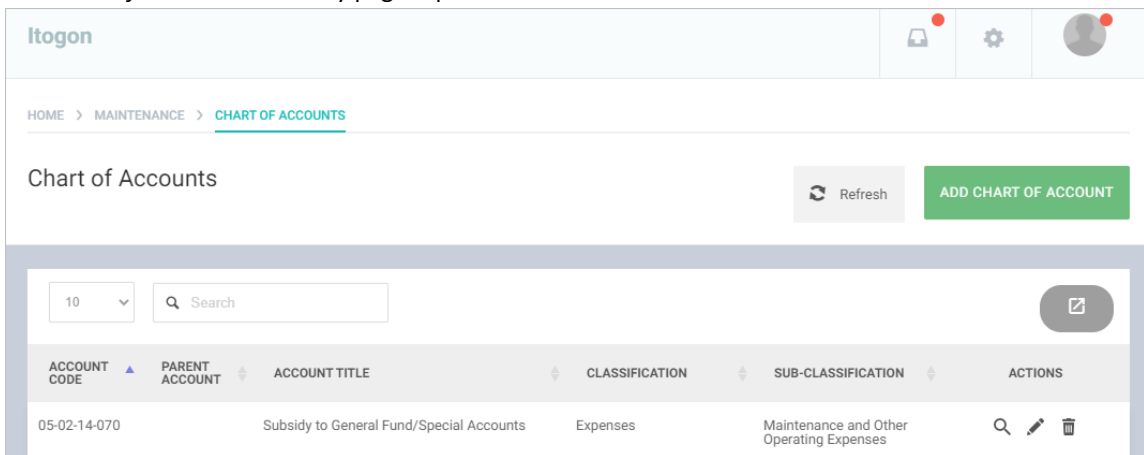 Itogon
HOME > MAINTENANCE > CHART OF ACCOUNTS
Chart of Accounts
Refresh
ADD CHART OF ACCOUNT
10
Search
ACCOUNT CODE
PARENT ACCOUNT
ACCOUNT TITLE
CLASSIFICATION
SUB-CLASSIFICATION
ACTIONS
05-02-14-070
Subsidy to General Fund/Special Accounts
Expenses
Maintenance and Other
Operating Expenses